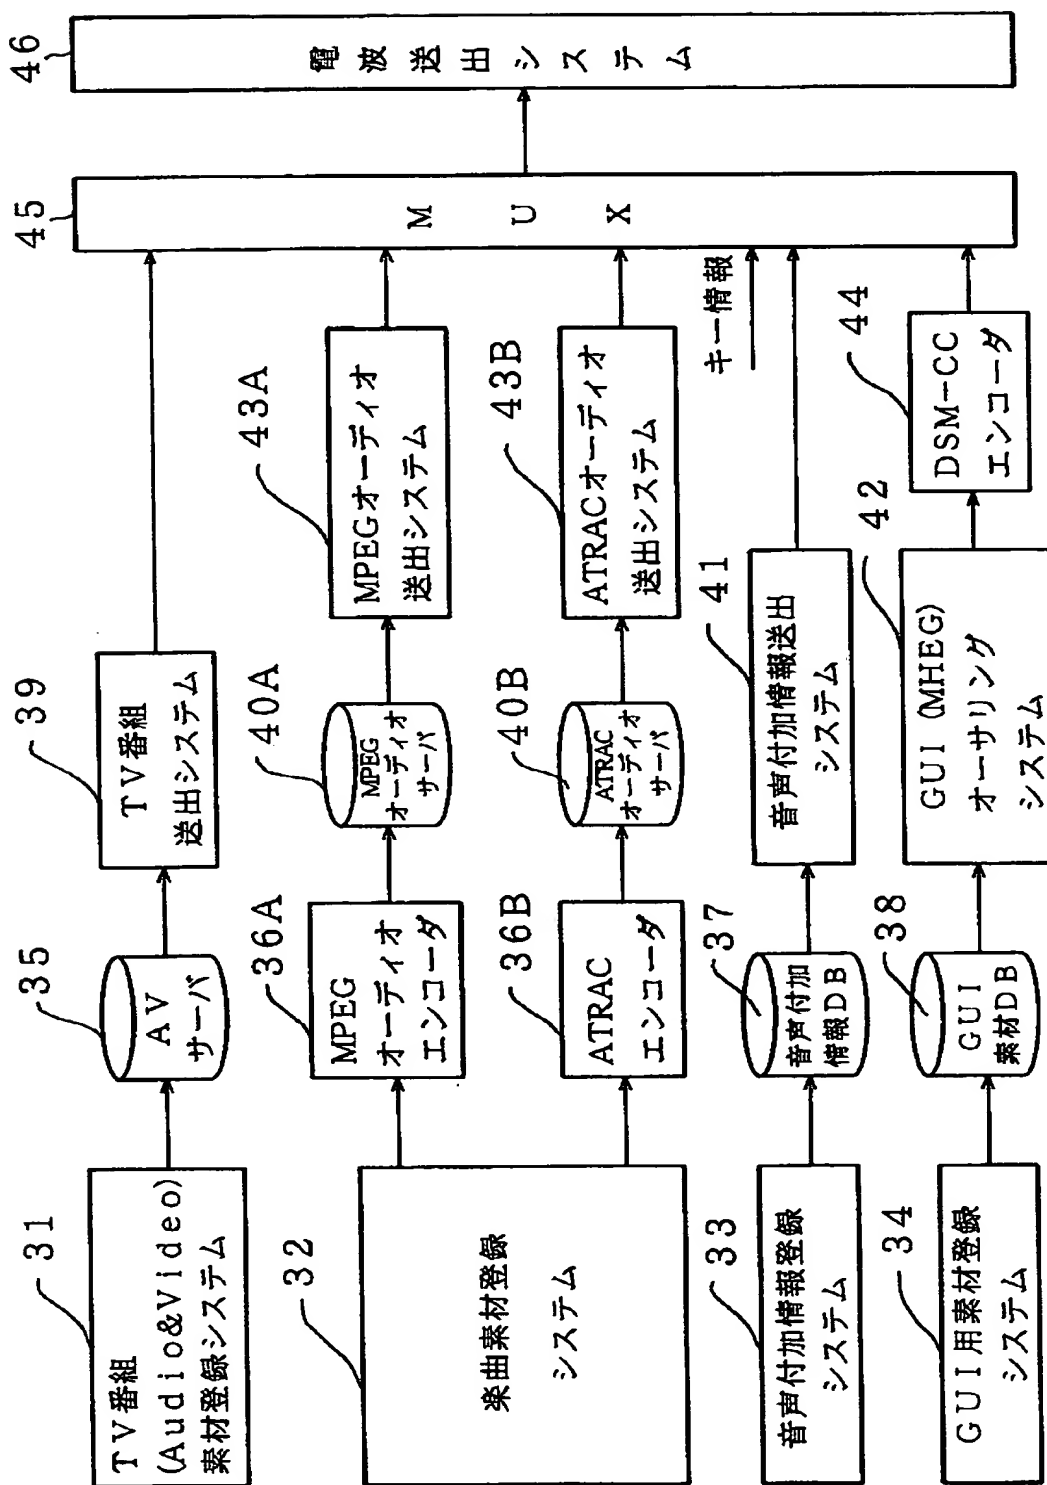 31
TV番組
(Audio&Video)
素材登録システム
35
AV
サーバ
39
TV番組
送出システム
32
楽曲素材登録
システム
36A
MPEG
オーディオ
エンコーダ
40A
MPEG
オーディオ
サーバ
43A
MPEGオーディオ
送出システム
36B
ATRAC
エンコーダ
40B
ATRAC
オーディオ
サーバ
43B
ATRACオーディオ
送出システム
33
音声付加情報登録
システム
37
音声付加
情報DB
41
音声付加情報送出
システム
キー情報
34
GUI用素材登録
システム
38
GUI
素材DB
42
GUI(MHEG)
オーサリング
システム
44
DSM-CC
エンコーダ
45
MUX
46
電波送出システム